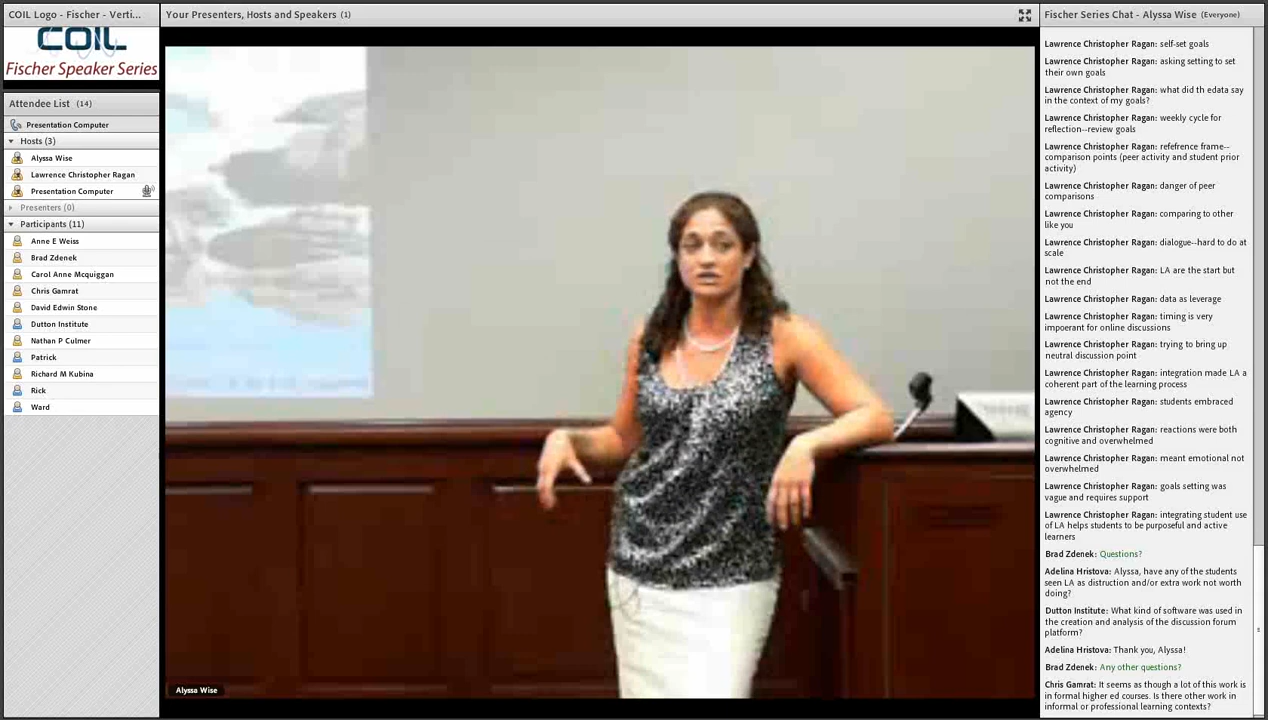 COIL Logo - Fischer - Verti...
COIL
Fischer Speaker Series
Attendee List (14)
Presentation Computer
Hosts (3)
Alyssa Wise
Lawrence Christopher Ragan
Presentation Computer
Presenters (0)
Participants (11)
Anne E Weiss
Brad Zdenek
Carol Anne Mcquiggan
Chris Gamrat
David Edwin Stone
Dutton Institute
Nathan P Culmer
Patrick
Richard M Kubina
Rick
Ward
Your Presenters, Hosts and Speakers (1)
Alyssa Wise
Fischer Series Chat - Alyssa Wise (Everyone)
Lawrence Christopher Ragan: self-set goals
Lawrence Christopher Ragan: asking setting to set
their own goals
Lawrence Christopher Ragan: what did th edata say
in the context of my goals?
Lawrence Christopher Ragan: weekly cycle for
reflection--review goals
Lawrence Christopher Ragan: refefrence frame--
comparison points (peer activity and student prior
activity)
Lawrence Christopher Ragan: danger of peer
comparisons
Lawrence Christopher Ragan: comparing to other
like you
Lawrence Christopher Ragan: dialogue--hard to do at
scale
Lawrence Christopher Ragan: LA are the start but
not the end
Lawrence Christopher Ragan: data as leverage
Lawrence Christopher Ragan: timing is very
impoerant for online discussions
Lawrence Christopher Ragan: trying to bring up
neutral discussion point
Lawrence Christopher Ragan: integration made LA a
coherent part of the learning process
Lawrence Christopher Ragan: students embraced
agency
Lawrence Christopher Ragan: reactions were both
cognitive and overwhelmed
Lawrence Christopher Ragan: meant emotional not
overwhelmed
Lawrence Christopher Ragan: goals setting was
vague and requires support
Lawrence Christopher Ragan: integrating student use
of LA helps students to be purposeful and active
learners
Brad Zdenek: Questions?
Adelina Hristova: Alyssa, have any of the students
seen LA as distruction and/or extra work not worth
doing?
Dutton Institute: What kind of software was used in
the creation and analysis of the discussion forum
platform?
Adelina Hristova: Thank you, Alyssa!
Brad Zdenek: Any other questions?
Chris Gamrat: It seems as though a lot of this work is
in formal higher ed courses. Is there other work in
informal or professional learning contexts?